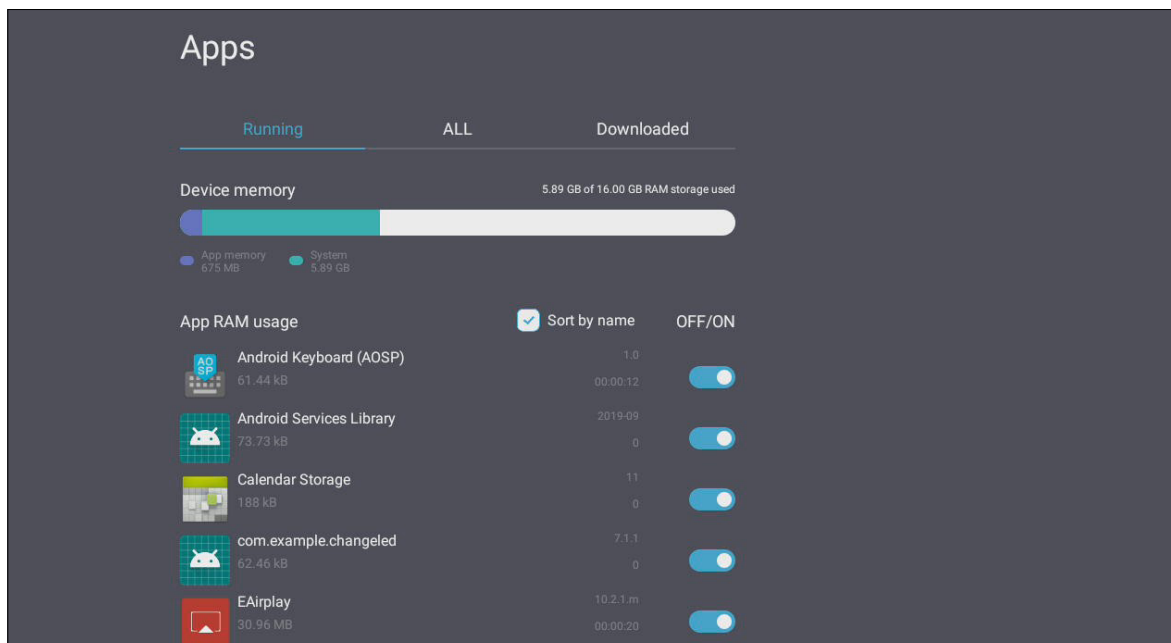 Apps
Running ALL Downloaded
Device memory 5.89 GB of 16.00 GB RAM storage used
App memory System
675 MB 5.89 GB
App RAM usage Sort by name OFF/ON
AO
SP
Android Keyboard (AOSP) 1.0
61.44 kB 00:00:12
Android Services Library 2019-09
73.73 kB 0
Calendar Storage 11
188 kB 0
com.example.changeled 7.1.1
62.46 kB 0
EAirplay 10.2.1.m
30.96 MB 00:00:20